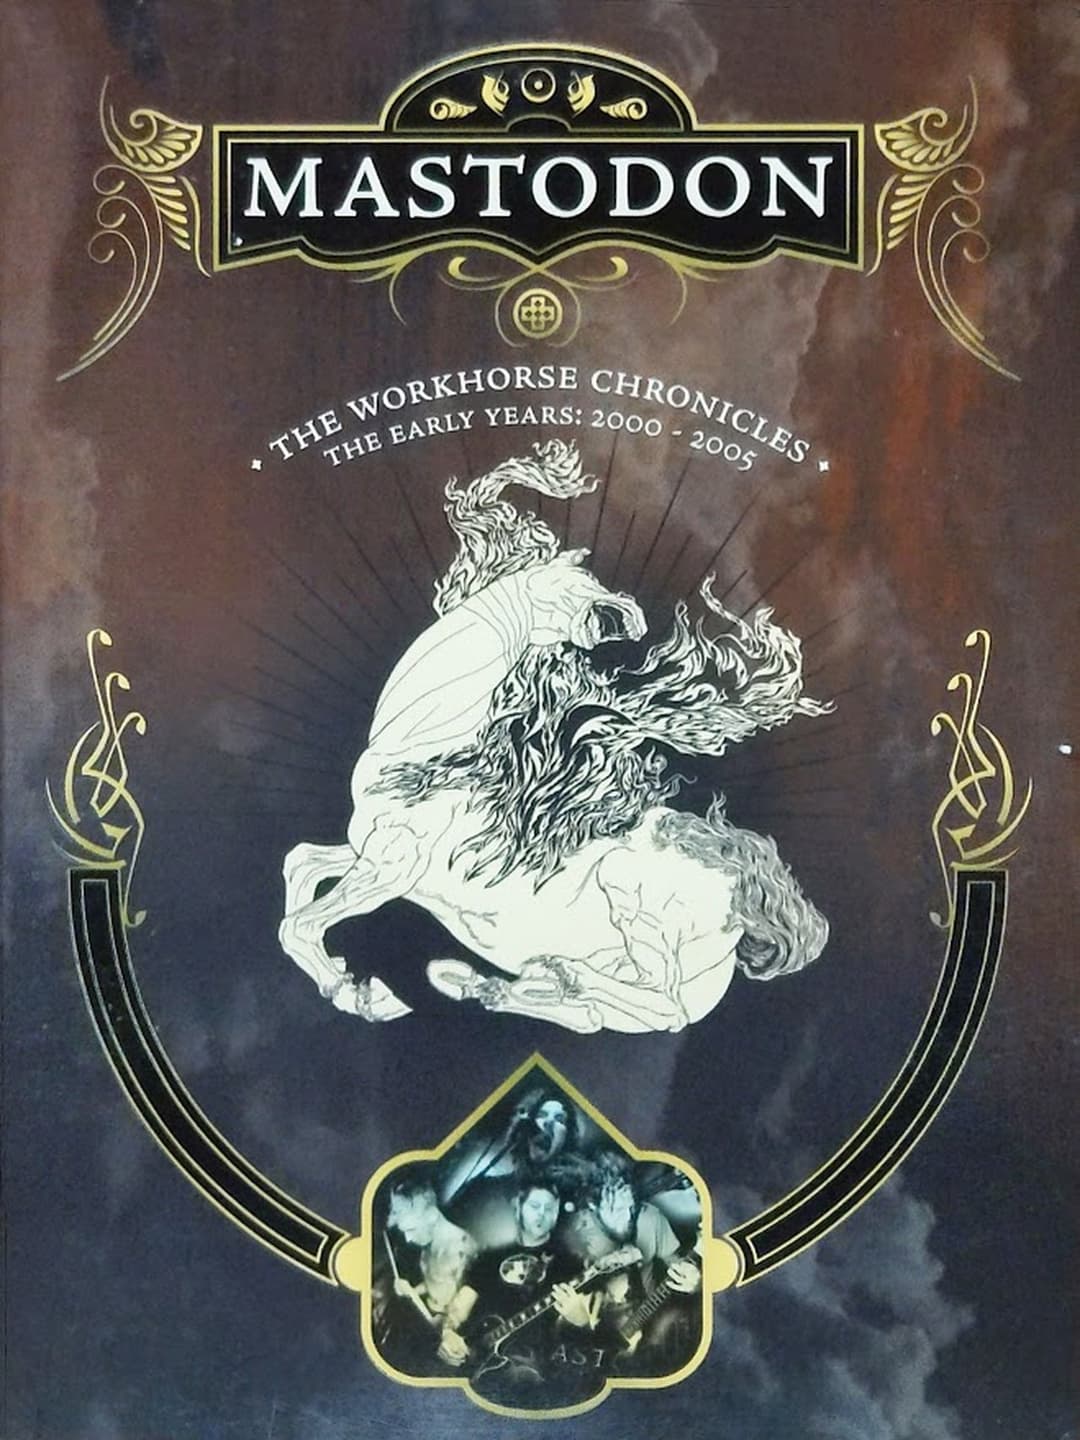 MASTODON
THE WORKHORSE CHRONICLES
THE EARLY YEARS: 2000 - 2005